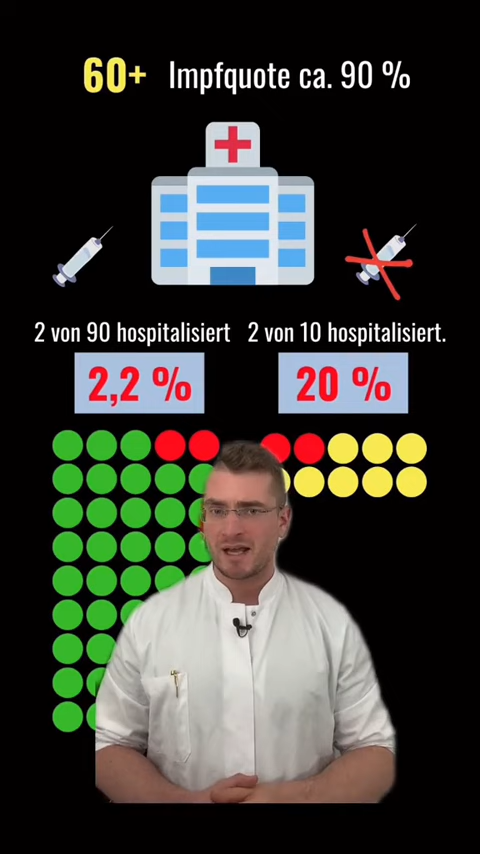 60+ Impfquote ca. 90 %
2 von 90 hospitalisiert
2 von 10 hospitalisiert.
2,2 %
20 %